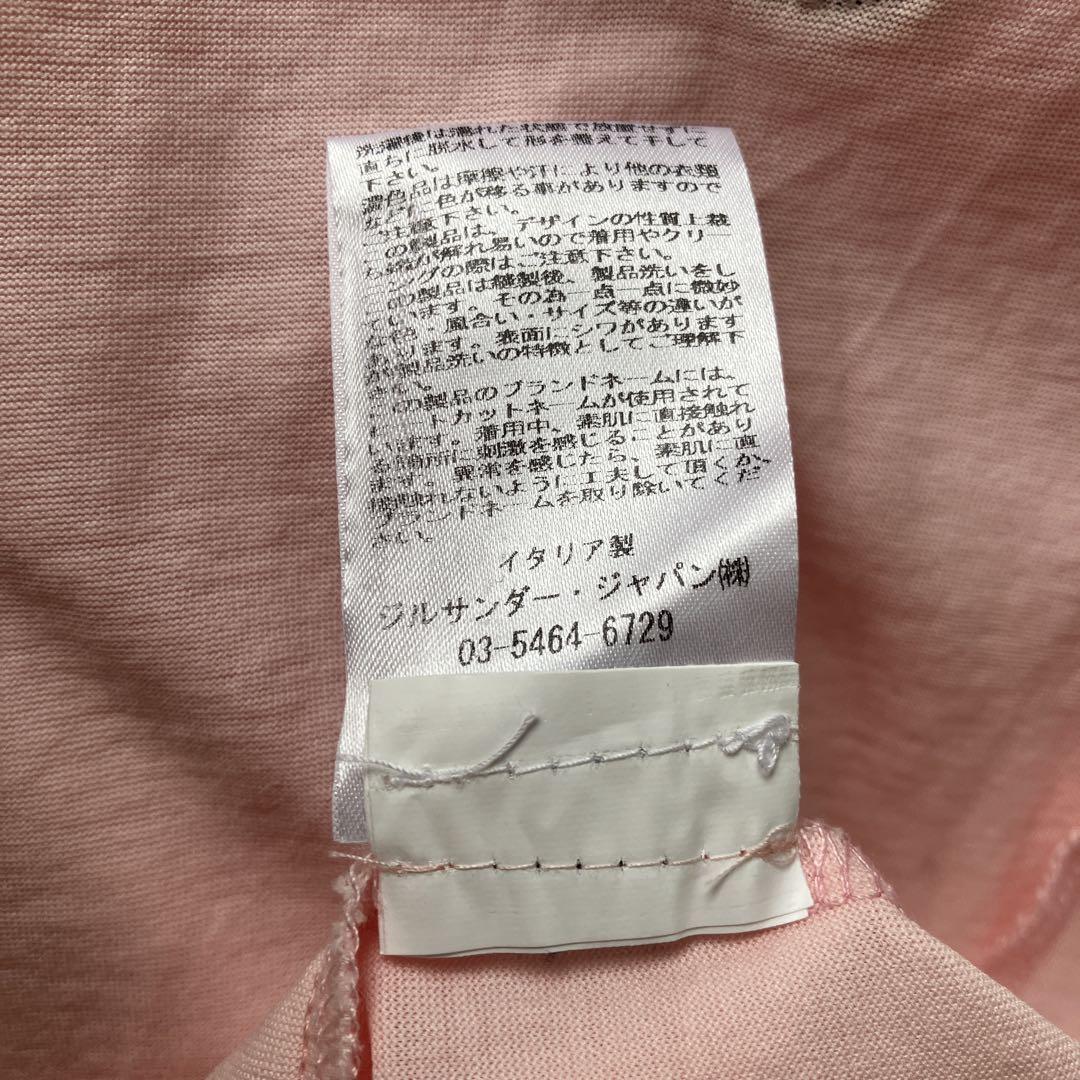 洗濯後は濡れた状態で放置せずに
直ちに脱水して形を整えて干して
下さい。
濃色品は摩擦や汗により他の衣類
などに色が移る事がありますので
ご注意下さい。
の製品は、デザインの性質上裁
ち端が解れ易いので着用やクリー
ングの際はご注意下さい。
の製品は縫製後、製品洗いをし
ています。その為一点一点に微妙
な色・風合い・サイズ等の違いが
あります。表面にシワがあります
が製品洗いの特徴としてご理解下
さい。
の製品のブランドネームには、
ートカットネームが使用されて
います。着用中、素肌に直接触れ
る箇所に刺激を感じることがあり
ます。異常を感じたら、素肌に直
接触れないように工夫して頂くか、
ブランドネームを取り除いてくだ
さい。
イタリア製
ジルサンダー・ジャパン㈱
03-5464-6729